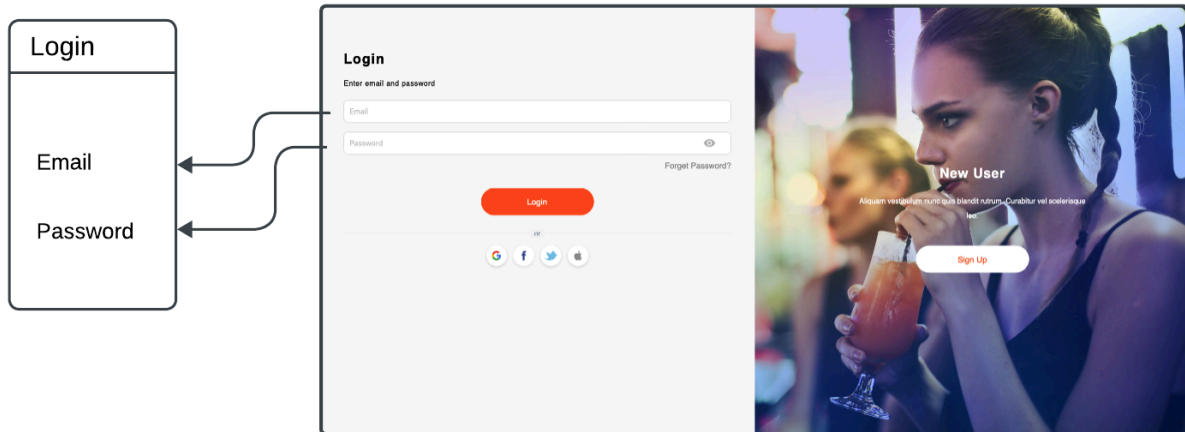 Login
Email
Password
Login
Enter email and password
Email
Password
Forget Password?
Login
or
New User
Aliquam vestibulum nunc quis blandit rutrum. Curabitur vel scelerisque
leo.
Sign Up